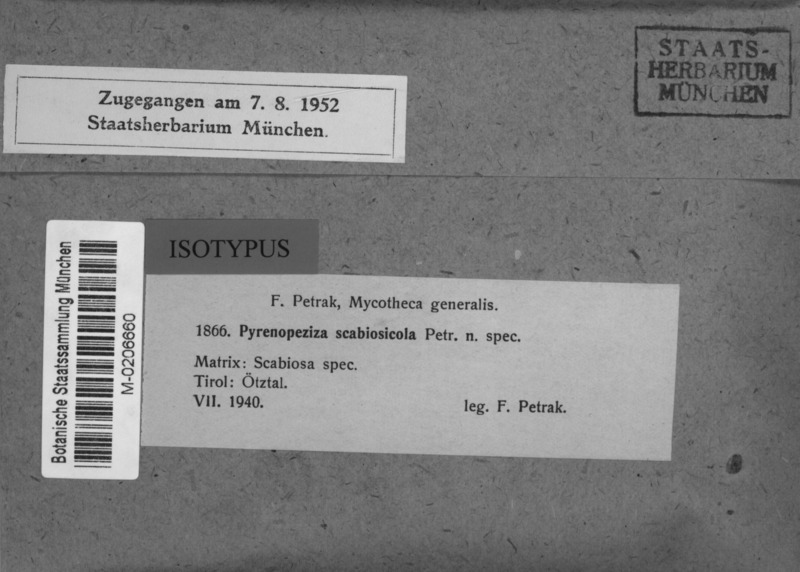 STAATS-
HERBARIUM
MÜNCHEN
Zugegangen am 7. 8. 1952
Staatsherbarium München.
Botanische Staatssammlung München
M-0206660
ISOTYPUS
F. Petrak, Mycotheca generalis.
1866. Pyrenopeziza scabiosicola Petr. n. spec.
Matrix: Scabiosa spec.
Tirol: Ötztal.
VII. 1940. leg. F. Petrak.